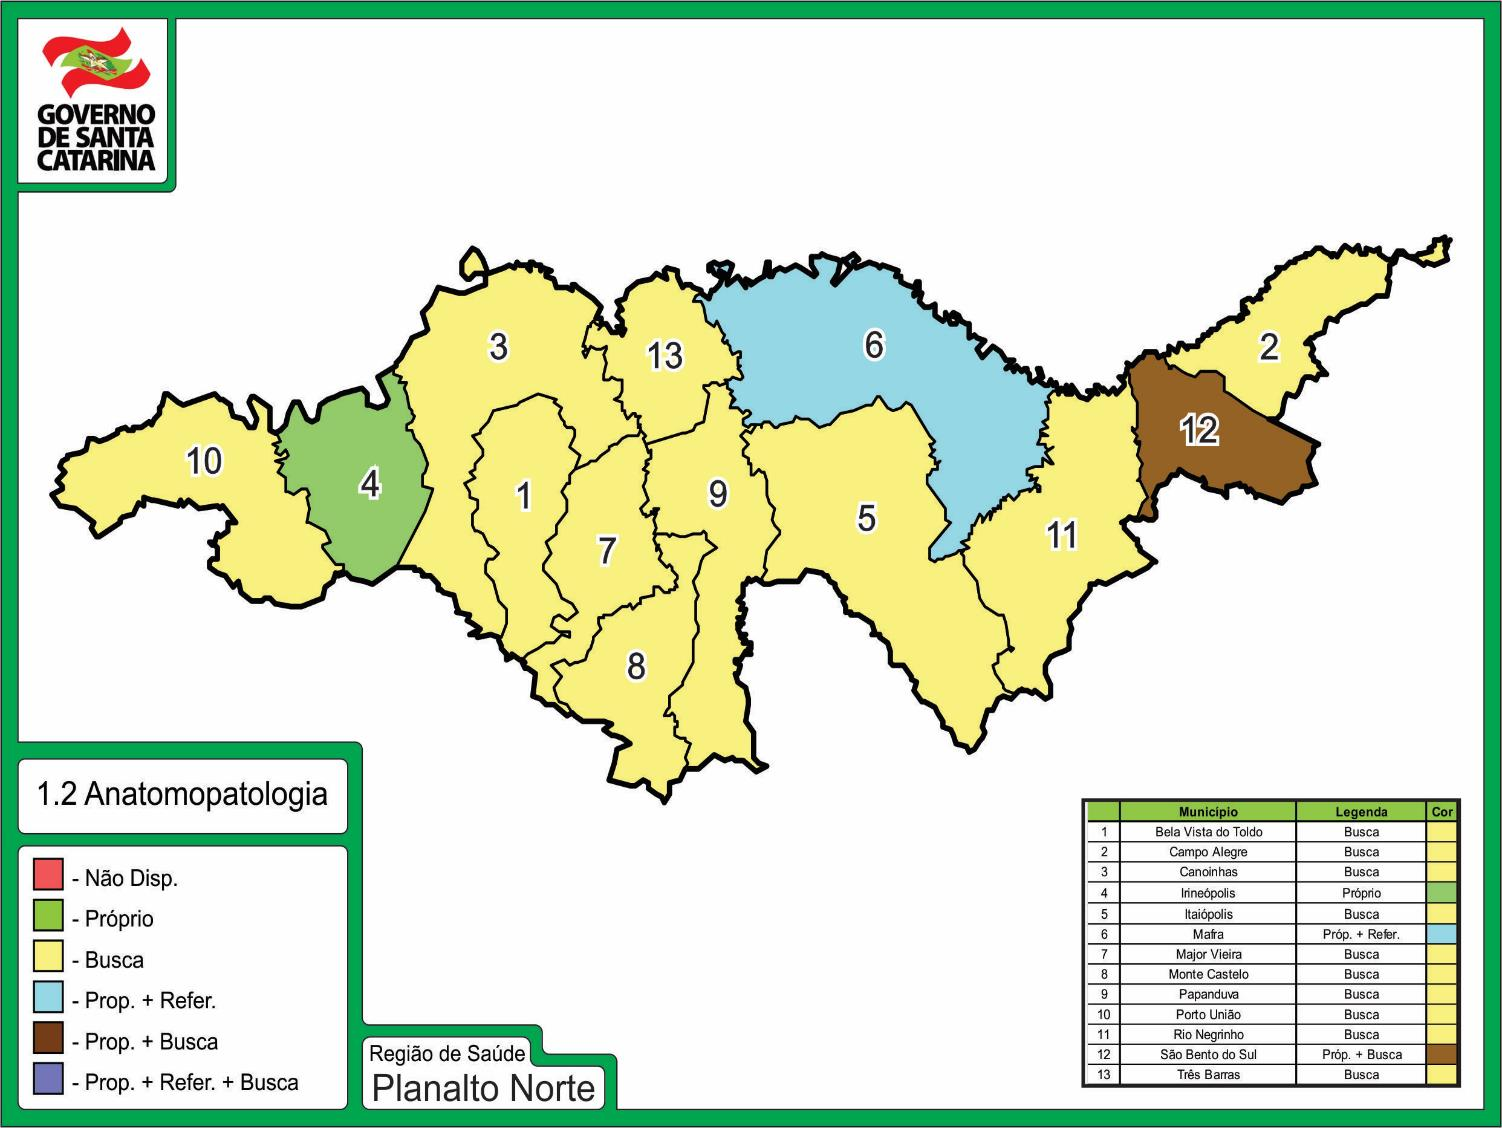 GOVERNO
DE SANTA
CATARINA
3
13
6
2
12
10
4
1
9
5
11
7
8
1.2 Anatomopatologia
- Não Disp.
- Próprio
- Busca
- Prop. + Refer.
- Prop. + Busca
- Prop. + Refer. + Busca
Região de Saúde
Planalto Norte
Município Legenda Cor
1 Bela Vista do Toldo Busca
2 Campo Alegre Busca
3 Canoinhas Busca
4 Irineópolis Próprio
5 Itaiópolis Busca
6 Mafra Próp. + Refer.
7 Major Vieira Busca
8 Monte Castelo Busca
9 Papanduva Busca
10 Porto União Busca
11 Rio Negrinho Busca
12 São Bento do Sul Próp. + Busca
13 Três Barras Busca